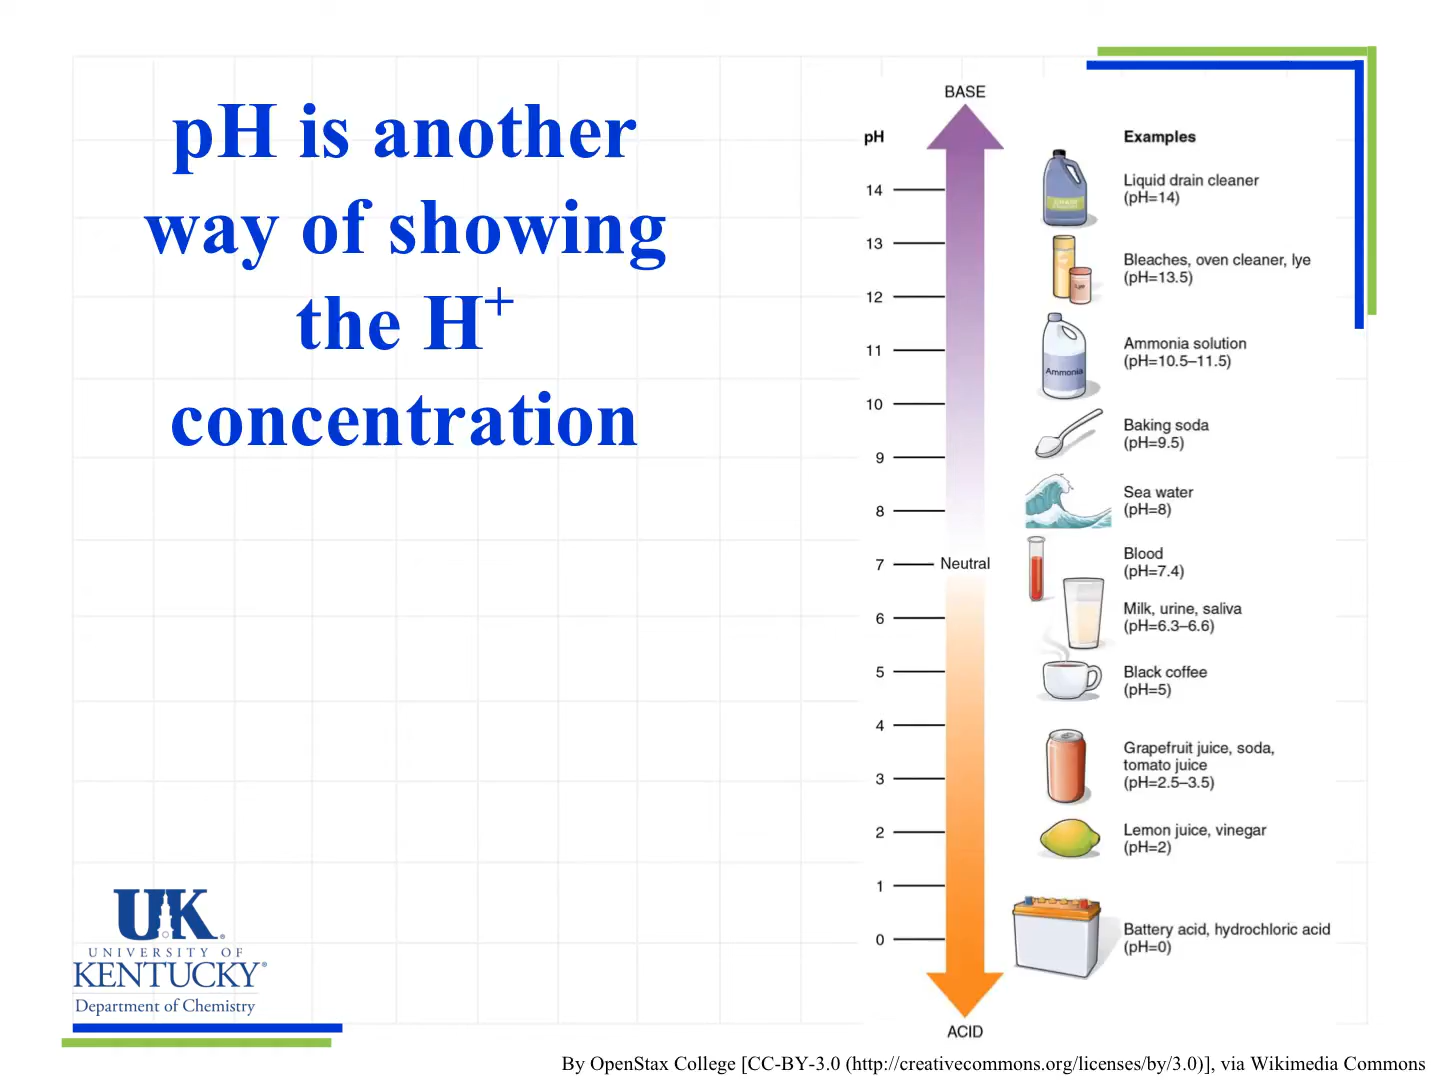 pH is another
way of showing
the H⁺
concentration
BASE
pH
Examples
14
Liquid drain cleaner
(pH=14)
13
Bleaches, oven cleaner, lye
(pH=13.5)
Lye
12
11
Ammonia solution
(pH=10.5–11.5)
Ammonia
10
Baking soda
(pH=9.5)
9
Sea water
(pH=8)
8
Blood
(pH=7.4)
7
Neutral
Milk, urine, saliva
(pH=6.3–6.6)
6
5
Black coffee
(pH=5)
4
Grapefruit juice, soda,
tomato juice
(pH=2.5–3.5)
3
2
Lemon juice, vinegar
(pH=2)
1
0
Battery acid, hydrochloric acid
(pH=0)
ACID
UK®
UNIVERSITY OF
KENTUCKY®
Department of Chemistry
By OpenStax College [CC-BY-3.0 (http://creativecommons.org/licenses/by/3.0)], via Wikimedia Commons